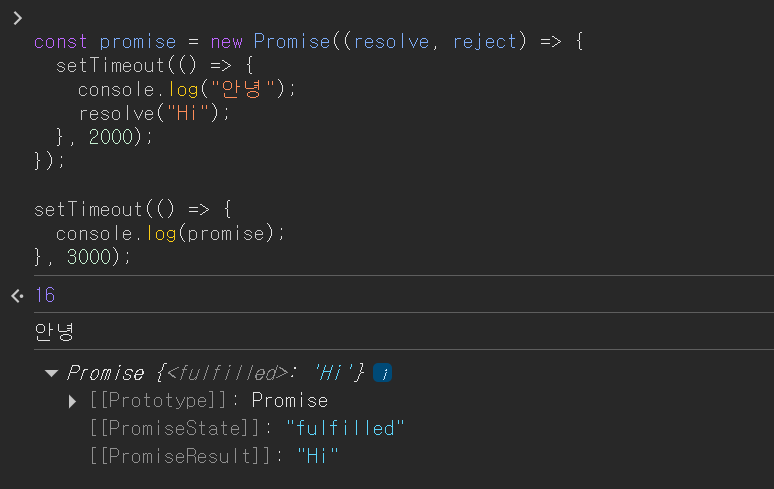 const promise = new Promise((resolve, reject) => {
  setTimeout(() => {
    console.log("안녕");
    resolve("Hi");
  }, 2000);
});

setTimeout(() => {
  console.log(promise);
}, 3000);
16
안녕
Promise {<fulfilled>: 'Hi'} i
[[Prototype]]: Promise
[[PromiseState]]: "fulfilled"
[[PromiseResult]]: "Hi"